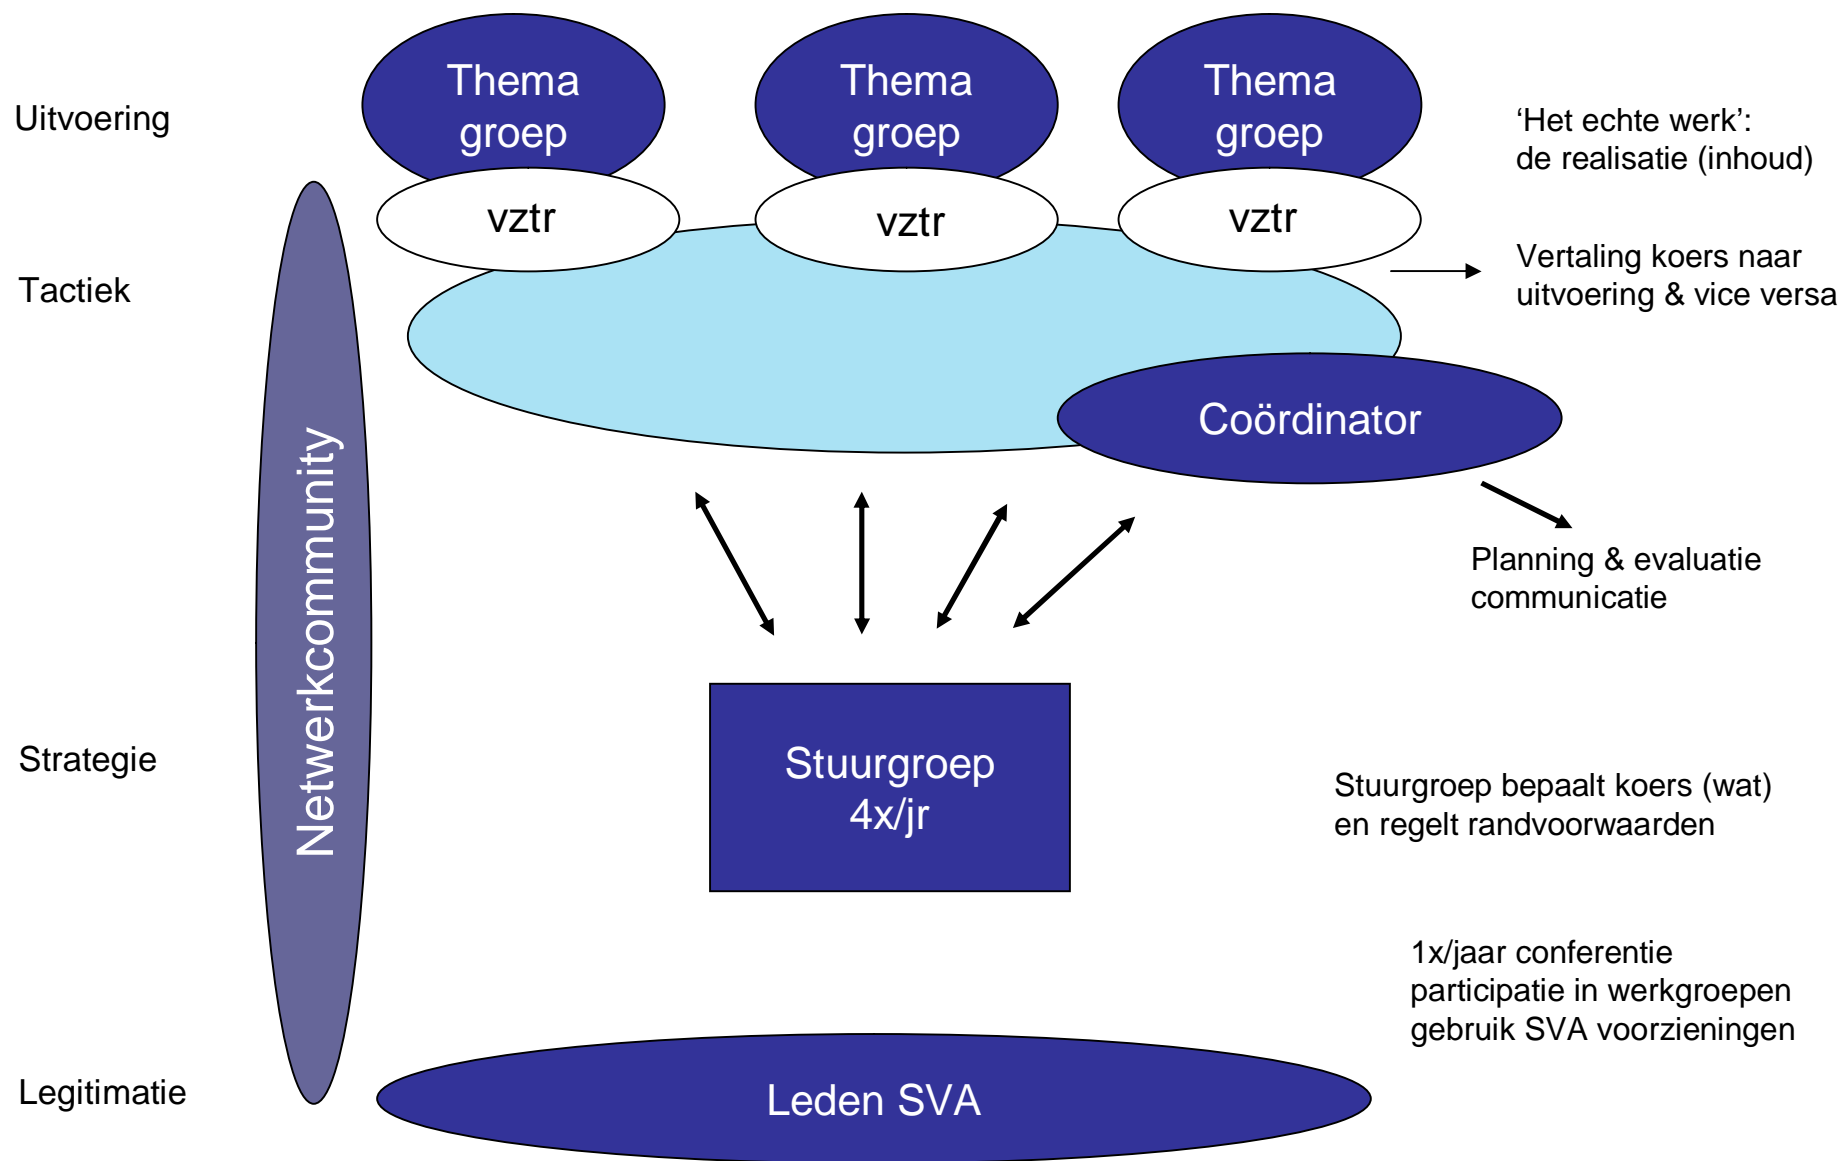 Uitvoering
Thema
groep
Thema
groep
Thema
groep
‘Het echte werk’:
de realisatie (inhoud)
vztr
vztr
vztr
Tactiek
Vertaling koers naar
uitvoering & vice versa
Coördinator
Planning & evaluatie
communicatie
Netwerkcommunity
Strategie
Stuurgroep
4x/jr
Stuurgroep bepaalt koers (wat)
en regelt randvoorwaarden
1x/jaar conferentie
participatie in werkgroepen
gebruik SVA voorzieningen
Legitimatie
Leden SVA